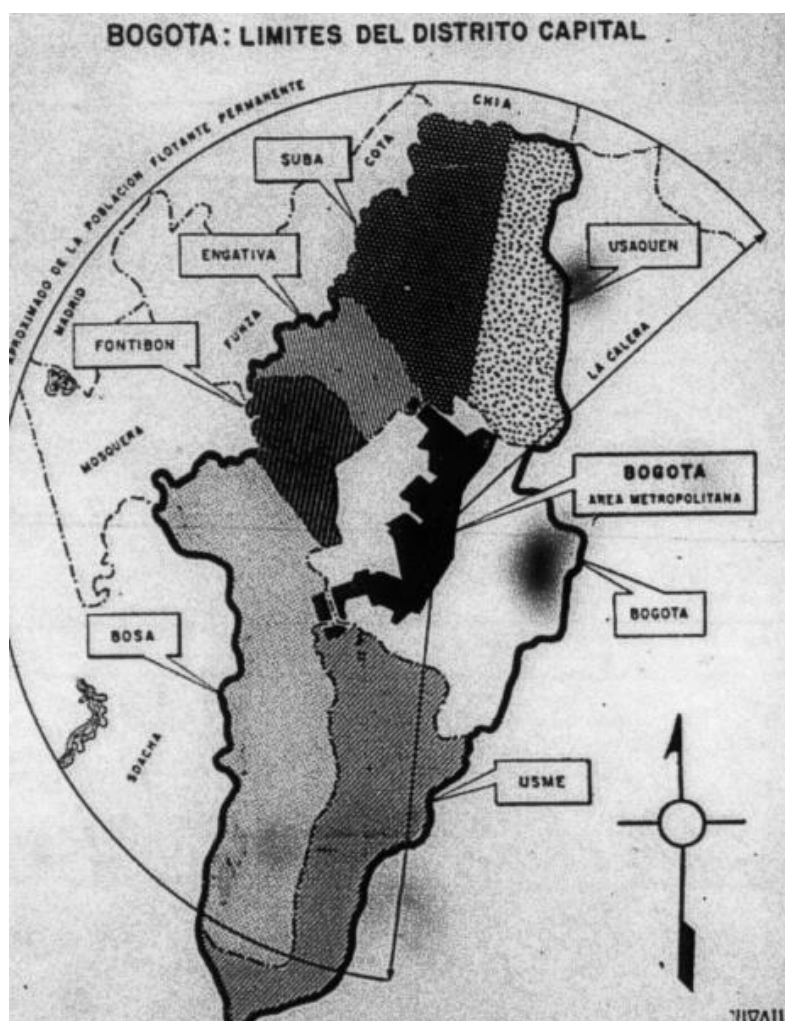 BOGOTA: LIMITES DEL DISTRITO CAPITAL
APROXIMADO DE LA POBLACION FLOTANTE PERMANENTE
CHIA
COTA
SUBA
ENGATIVA
USAQUEN
MADRID
FUNZA
FONTIBON
LA CALERA
MOSQUERA
BOGOTA
AREA METROPOLITANA
BOGOTA
BOSA
SOACHA
USME